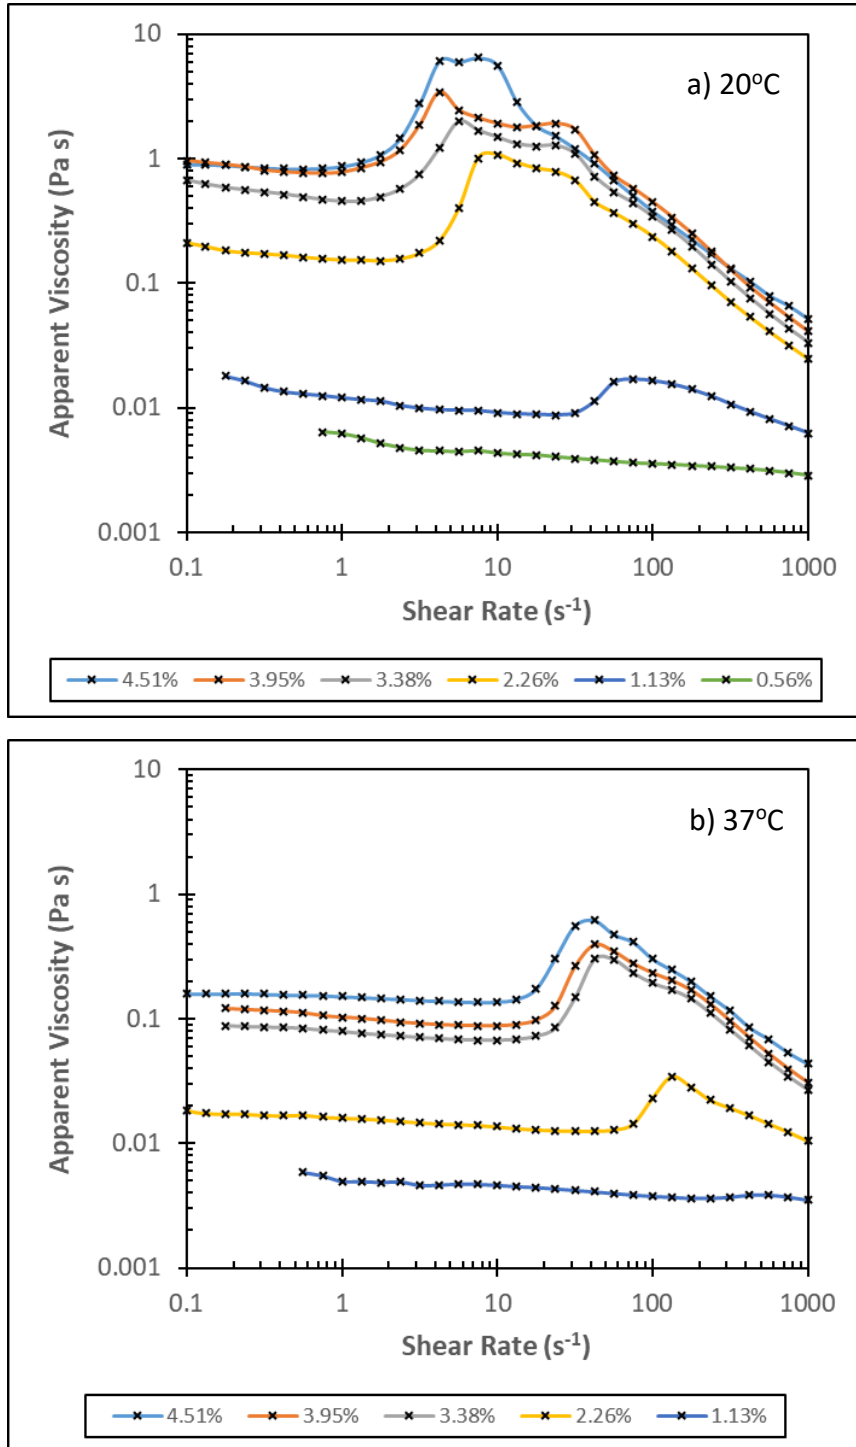 a) 20ºC
Apparent Viscosity (Pa s)
10
1
0.1
0.01
0.001
0.1 1 10 100 1000
Shear Rate (s⁻¹)
4.51% 3.95% 3.38% 2.26% 1.13% 0.56%
b) 37ºC
Apparent Viscosity (Pa s)
10
1
0.1
0.01
0.001
0.1 1 10 100 1000
Shear Rate (s⁻¹)
4.51% 3.95% 3.38% 2.26% 1.13%